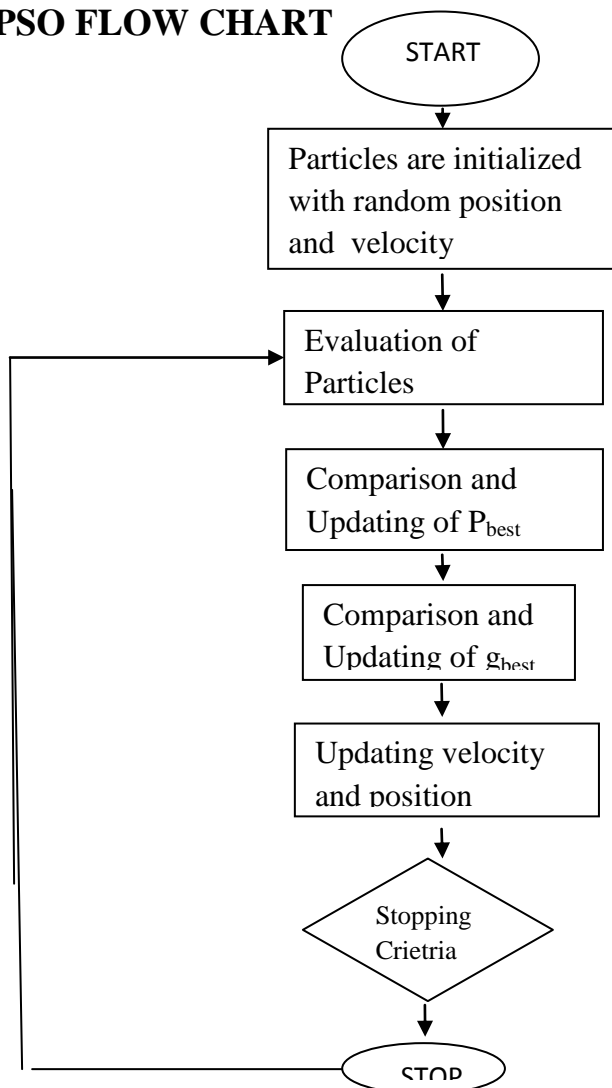 PSO FLOW CHART
START
Particles are initialized
with random position
and velocity
Evaluation of
Particles
Comparison and
Updating of Pbest
Comparison and
Updating of gbest
Updating velocity
and position
Stopping
Crietria
STOP